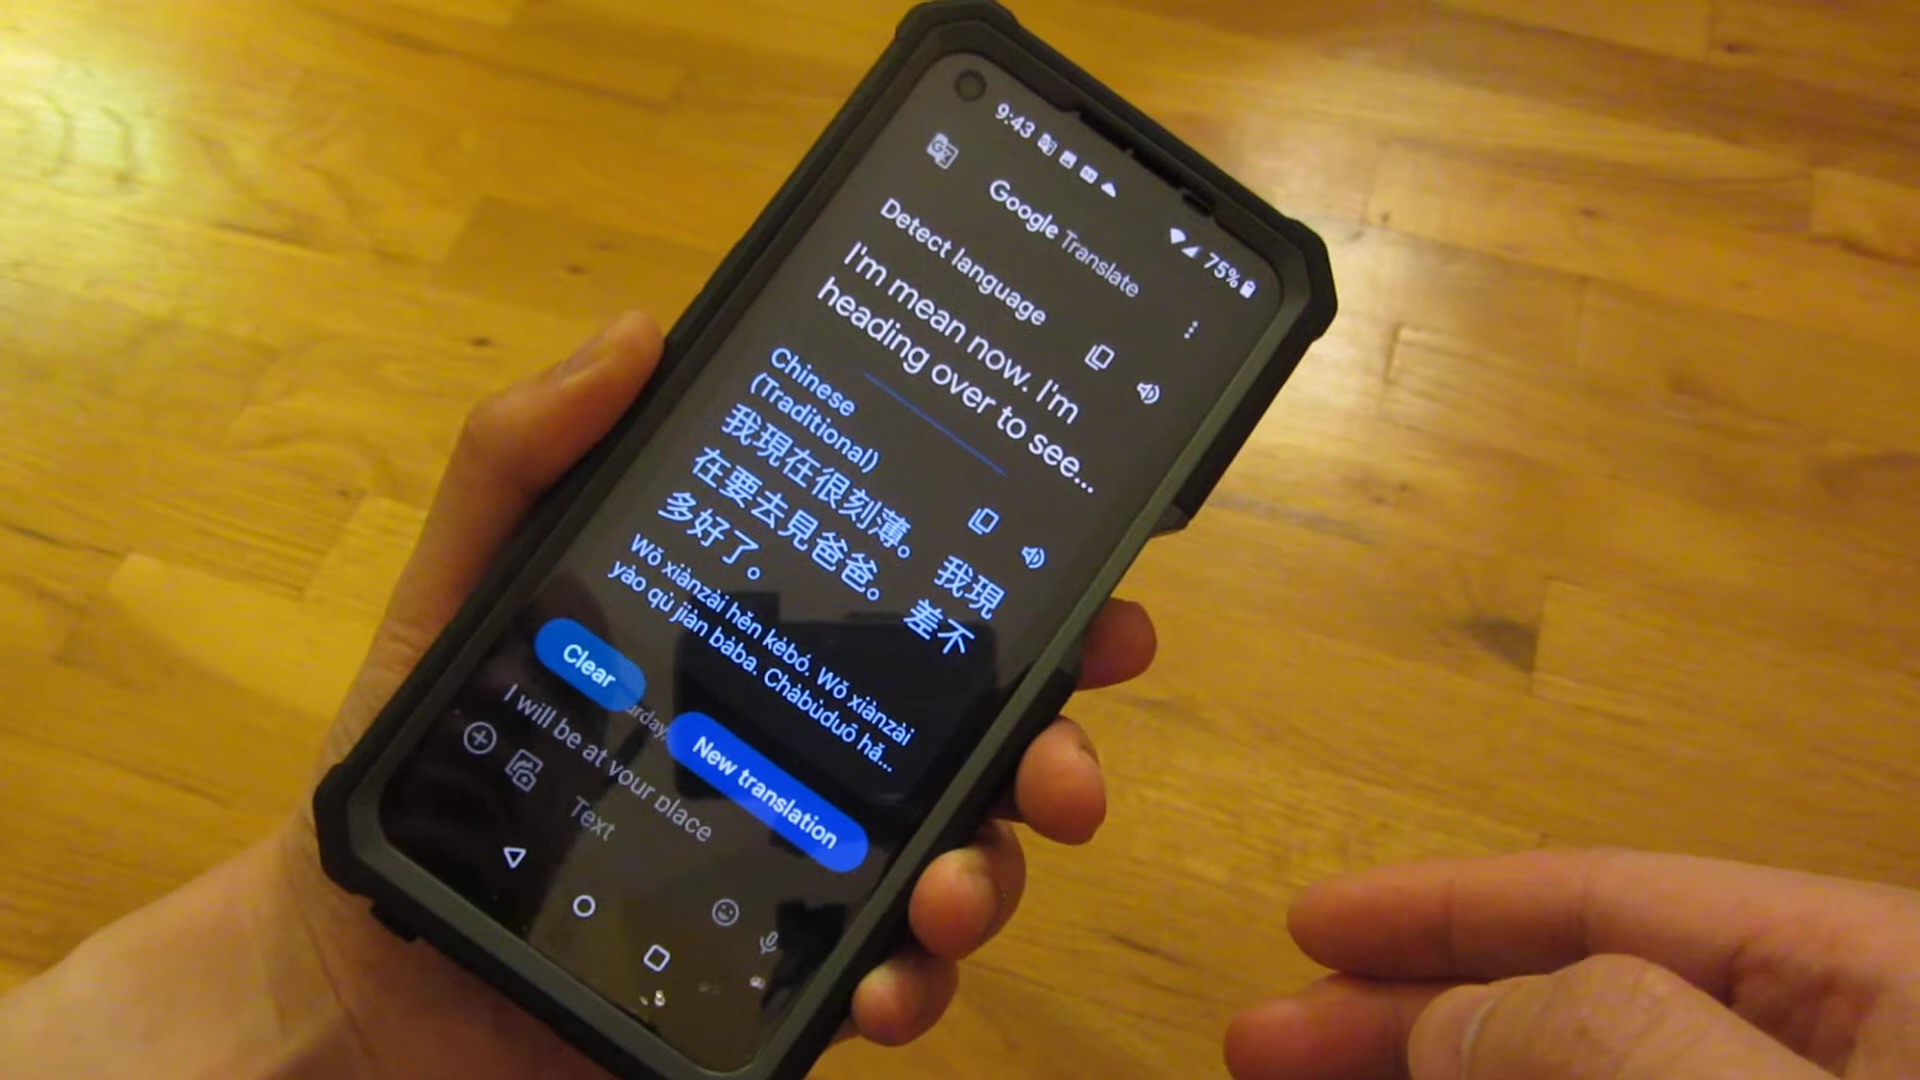 9:43
75%
Google Translate
Detect language
I'm mean now. I'm
heading over to see...
Chinese
(Traditional)
我現在很刻薄。 我現
在要去見爸爸。 差不
多好了。
Wǒ xiànzài hěn kèbó. Wǒ xiànzài
yào qù jiàn bàba. Chàbùduō hǎ...
Clear
New translation
I will be at your place
Text